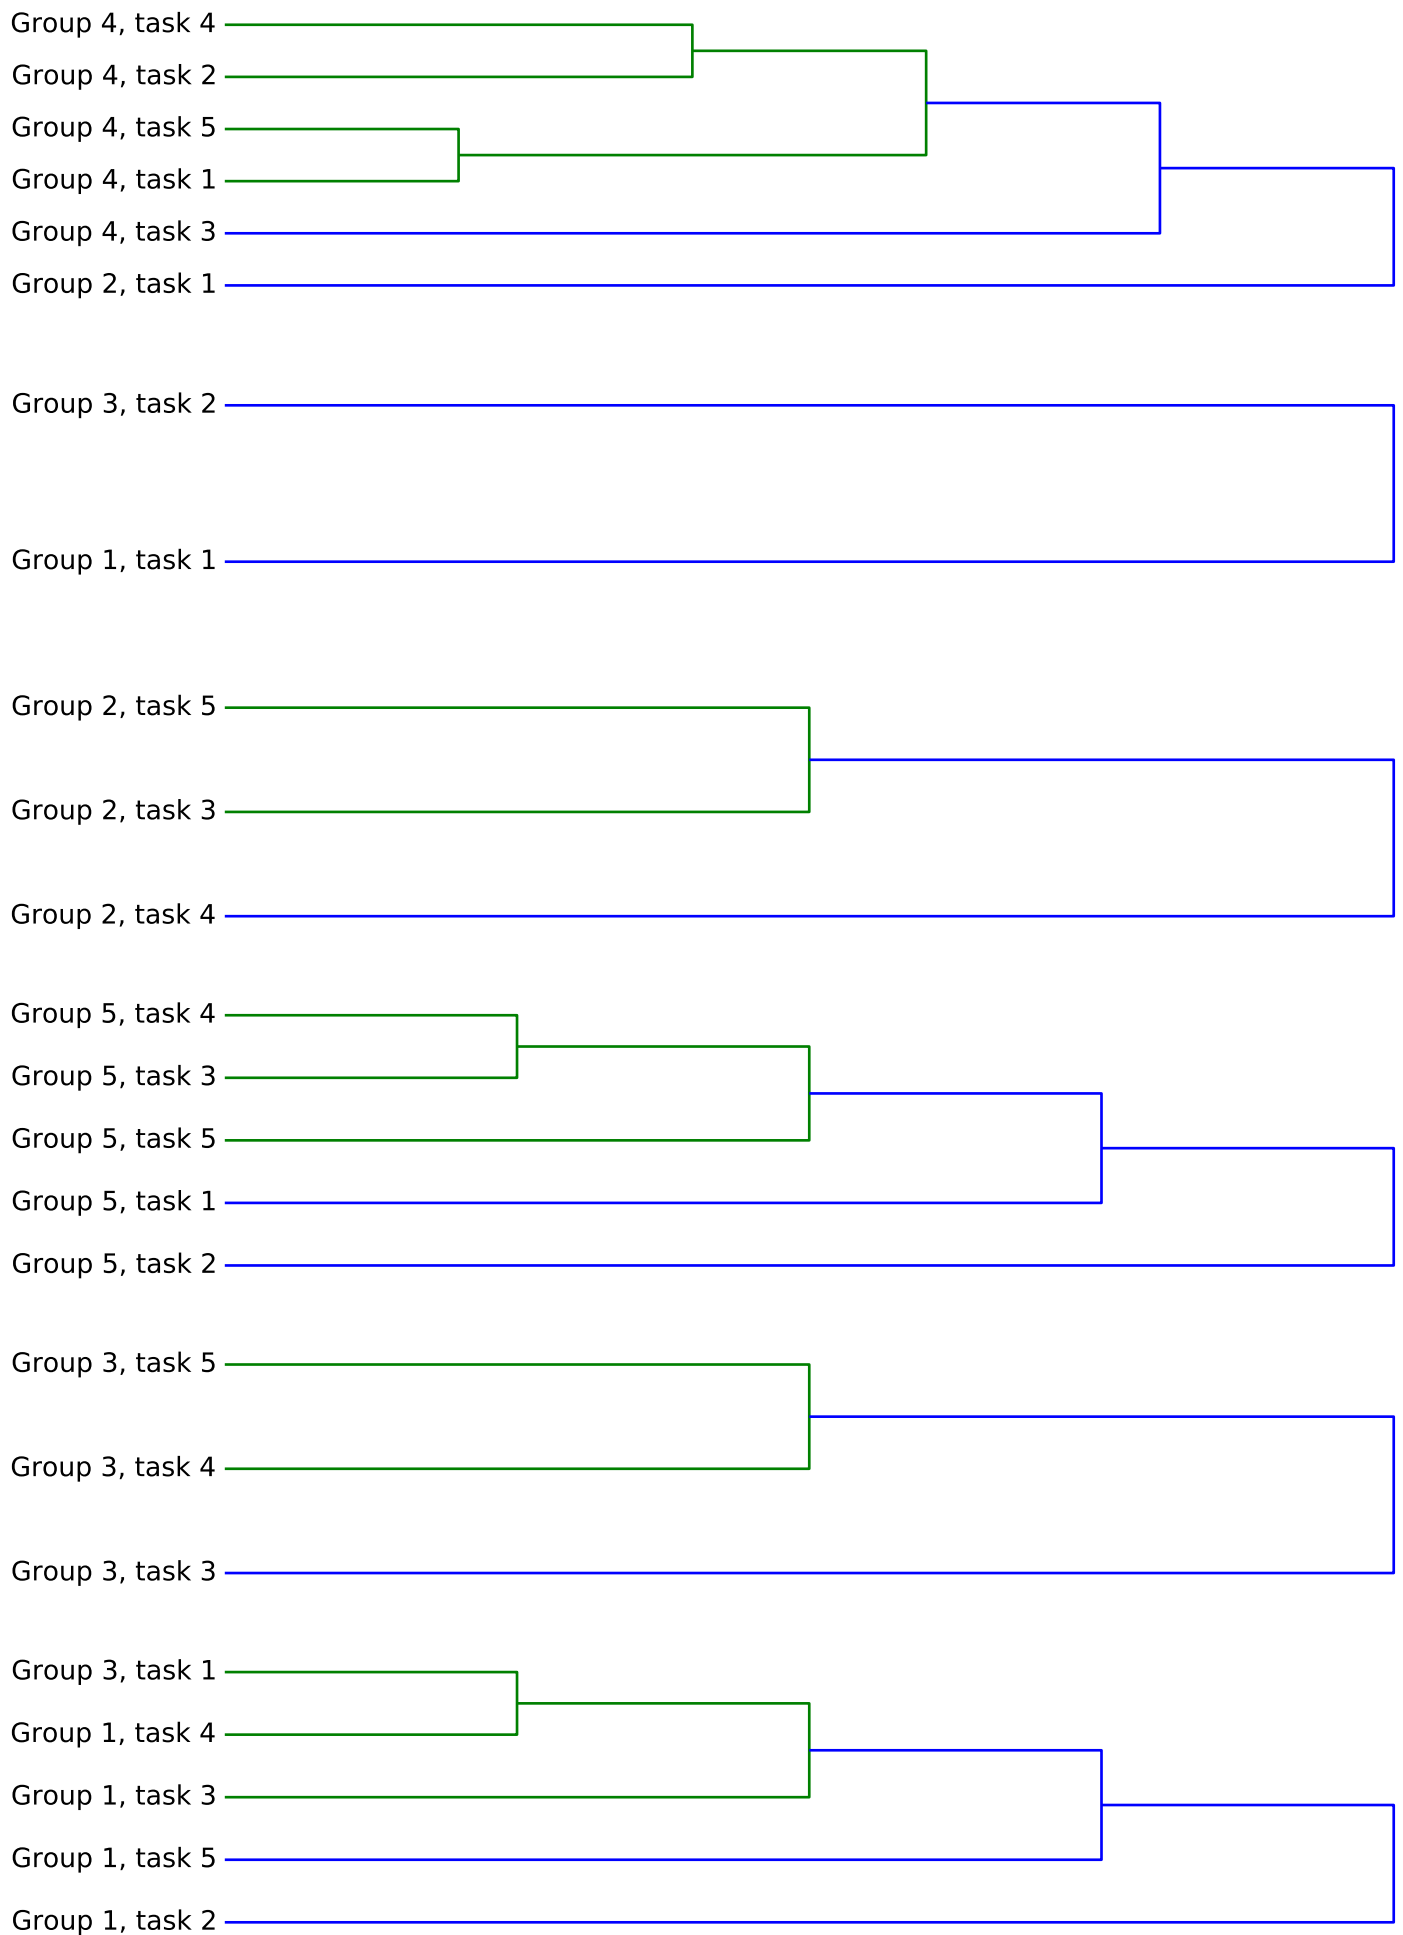 Group 4, task 4
Group 4, task 2
Group 4, task 5
Group 4, task 1
Group 4, task 3
Group 2, task 1
Group 3, task 2
Group 1, task 1
Group 2, task 5
Group 2, task 3
Group 2, task 4
Group 5, task 4
Group 5, task 3
Group 5, task 5
Group 5, task 1
Group 5, task 2
Group 3, task 5
Group 3, task 4
Group 3, task 3
Group 3, task 1
Group 1, task 4
Group 1, task 3
Group 1, task 5
Group 1, task 2